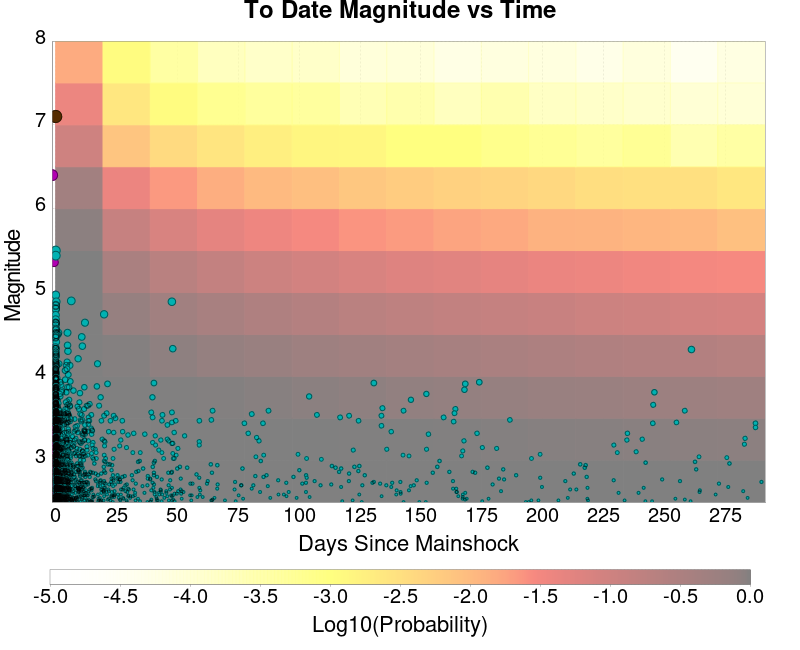 To Date Magnitude vs Time
8
7
6
5
4
3
Magnitude
0 25 50 75 100 125 150 175 200 225 250 275
Days Since Mainshock
-5.0 -4.5 -4.0 -3.5 -3.0 -2.5 -2.0 -1.5 -1.0 -0.5 0.0
Log10(Probability)